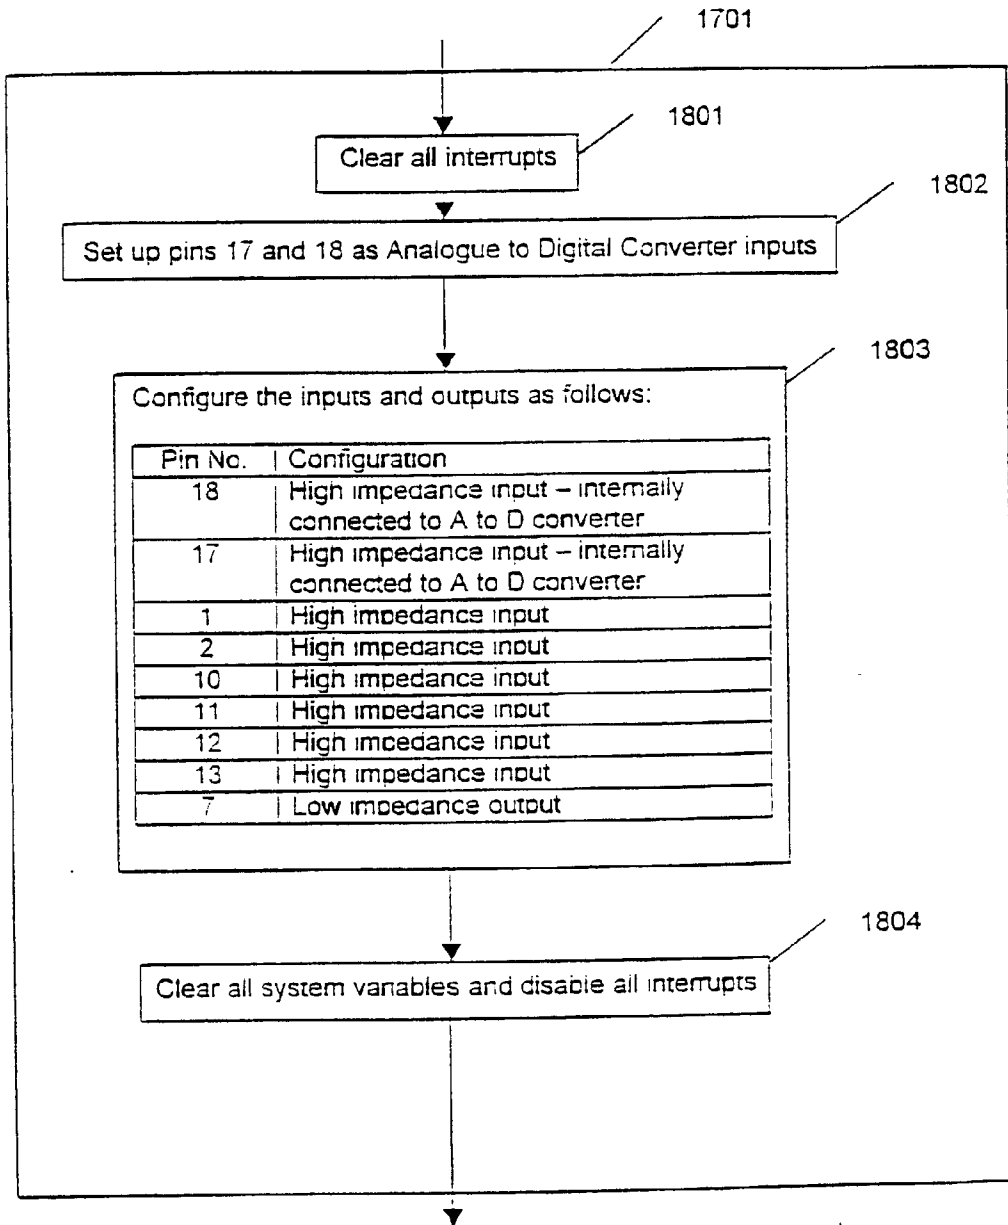 1701
1801
Clear all interrupts
1802
Set up pins 17 and 18 as Analogue to Digital Converter inputs
1803
Configure the inputs and outputs as follows:
Pin No. Configuration
18 High impedance input – internally
connected to A to D converter
17 High impedance input – internally
connected to A to D converter
1 High impedance input
2 High impedance input
10 High impedance input
11 High impedance input
12 High impedance input
13 High impedance input
7 Low impedance output
1804
Clear all system variables and disable all interrupts